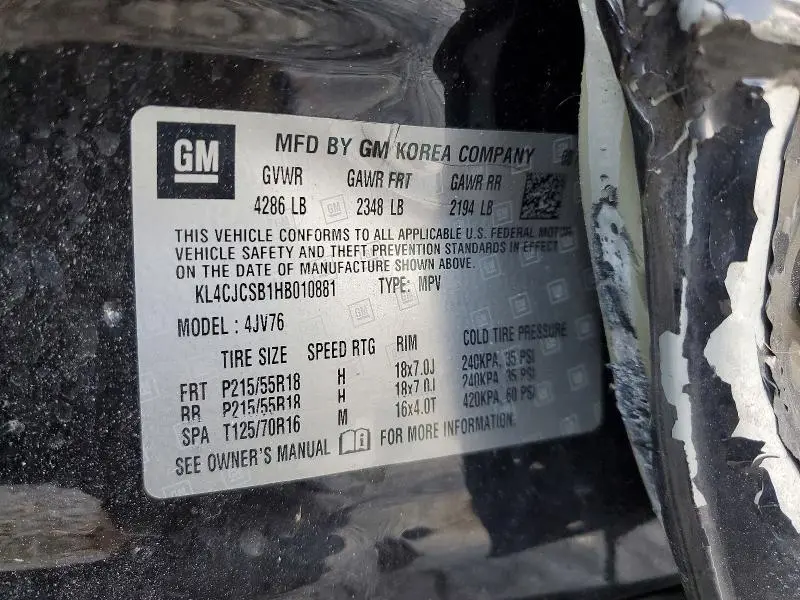 GM
MFD BY GM KOREA COMPANY
GVWR GAWR FRT GAWR RR
4286 LB 2348 LB 2194 LB
THIS VEHICLE CONFORMS TO ALL APPLICABLE U.S. FEDERAL MOTOR
VEHICLE SAFETY AND THEFT PREVENTION STANDARDS IN EFFECT
ON THE DATE OF MANUFACTURE SHOWN ABOVE.
KL4CJCSB1HB010881 TYPE: MPV
MODEL : 4JV76
TIRE SIZE SPEED RTG RIM COLD TIRE PRESSURE
FRT P215/55R18 H 18x7.0J 240KPA, 35 PSI
RR P215/55R18 H 18x7.0J 240KPA, 35 PSI
SPA T125/70R16 M 16x4.0T 420KPA, 60 PSI
SEE OWNER'S MANUAL FOR MORE INFORMATION.